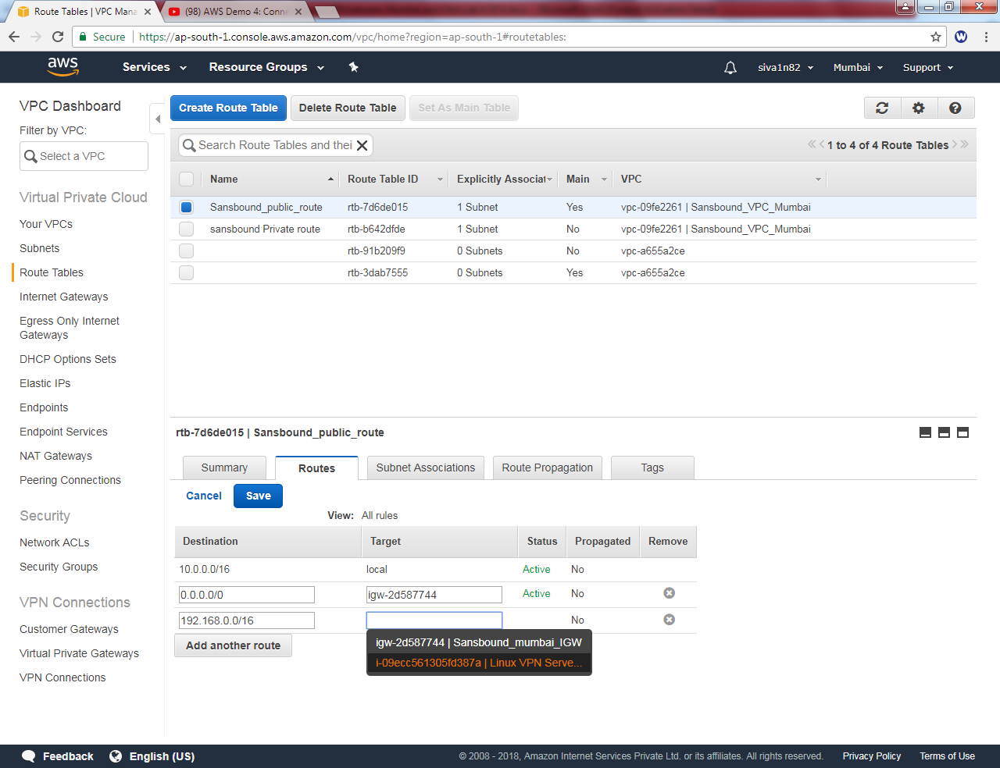 Route Tables | VPC Mana
(98) AWS Demo 4: Conne
Secure
https://ap-south-1.console.aws.amazon.com/vpc/home?region=ap-south-1#routetables:
W
aws
Services
Resource Groups
siva1n82
Mumbai
Support
VPC Dashboard
Filter by VPC:
Select a VPC
Virtual Private Cloud
Your VPCs
Subnets
Route Tables
Internet Gateways
Egress Only Internet
Gateways
DHCP Options Sets
Elastic IPs
Endpoints
Endpoint Services
NAT Gateways
Peering Connections
Security
Network ACLs
Security Groups
VPN Connections
Customer Gateways
Virtual Private Gateways
VPN Connections
Create Route Table
Delete Route Table
Set As Main Table
Search Route Tables and thei
1 to 4 of 4 Route Tables
Name Route Table ID Explicitly Associat Main VPC
Sansbound_public_route rtb-7d6de015 1 Subnet Yes vpc-09fe2261 | Sansbound_VPC_Mumbai
sansbound Private route rtb-b642dfde 1 Subnet No vpc-09fe2261 | Sansbound_VPC_Mumbai
rtb-91b209f9 0 Subnets No vpc-a655a2ce
rtb-3dab7555 0 Subnets Yes vpc-a655a2ce
rtb-7d6de015 | Sansbound_public_route
Summary
Routes
Subnet Associations
Route Propagation
Tags
Cancel
Save
View: All rules
Destination Target Status Propagated Remove
10.0.0.0/16 local Active No
0.0.0.0/0 igw-2d587744 Active No
192.168.0.0/16 No
Add another route
igw-2d587744 | Sansbound_mumbai_IGW
i-09ecc561305fd387a | Linux VPN Serve...
Feedback
English (US)
© 2008 - 2018, Amazon Internet Services Private Ltd. or its affiliates. All rights reserved.
Privacy Policy
Terms of Use